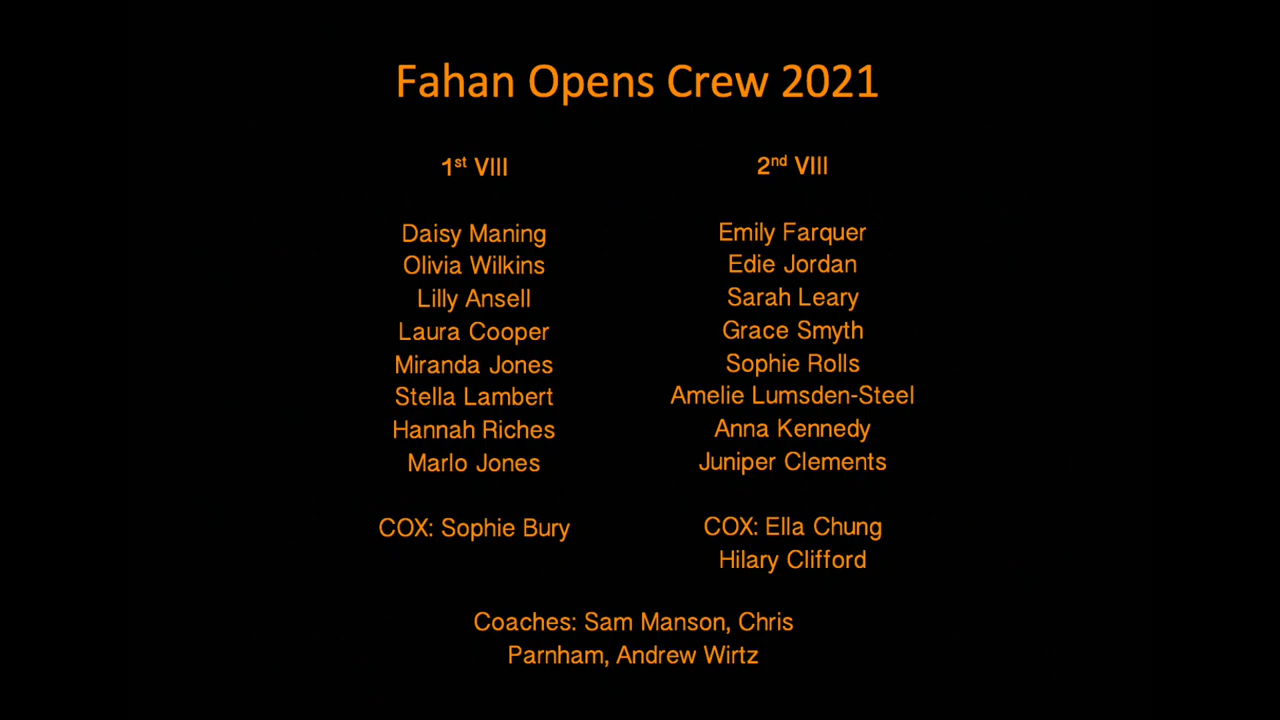 Fahan Opens Crew 2021
1st VIII
Daisy Maning
Olivia Wilkins
Lilly Ansell
Laura Cooper
Miranda Jones
Stella Lambert
Hannah Riches
Marlo Jones
COX: Sophie Bury
2nd VIII
Emily Farquer
Edie Jordan
Sarah Leary
Grace Smyth
Sophie Rolls
Amelie Lumsden-Steel
Anna Kennedy
Juniper Clements
COX: Ella Chung
Hilary Clifford
Coaches: Sam Manson, Chris
Parnham, Andrew Wirtz